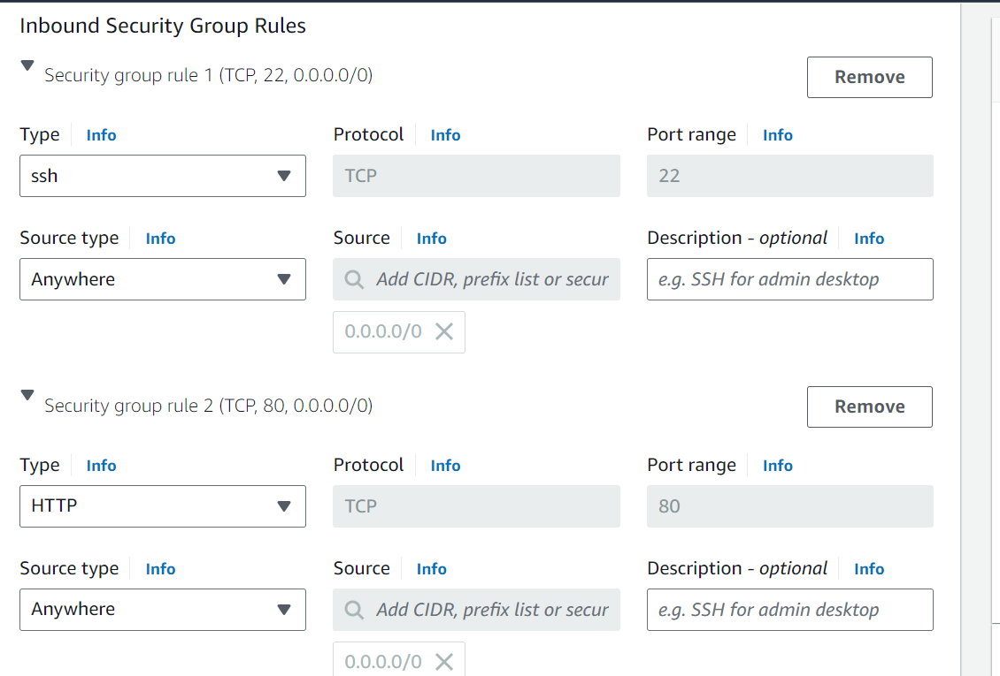 Inbound Security Group Rules
Security group rule 1 (TCP, 22, 0.0.0.0/0)
Remove
Type Info Protocol Info Port range Info
ssh TCP 22
Source type Info Source Info Description - optional Info
Anywhere Add CIDR, prefix list or secur e.g. SSH for admin desktop
0.0.0.0/0
Security group rule 2 (TCP, 80, 0.0.0.0/0)
Remove
Type Info Protocol Info Port range Info
HTTP TCP 80
Source type Info Source Info Description - optional Info
Anywhere Add CIDR, prefix list or secur e.g. SSH for admin desktop
0.0.0.0/0